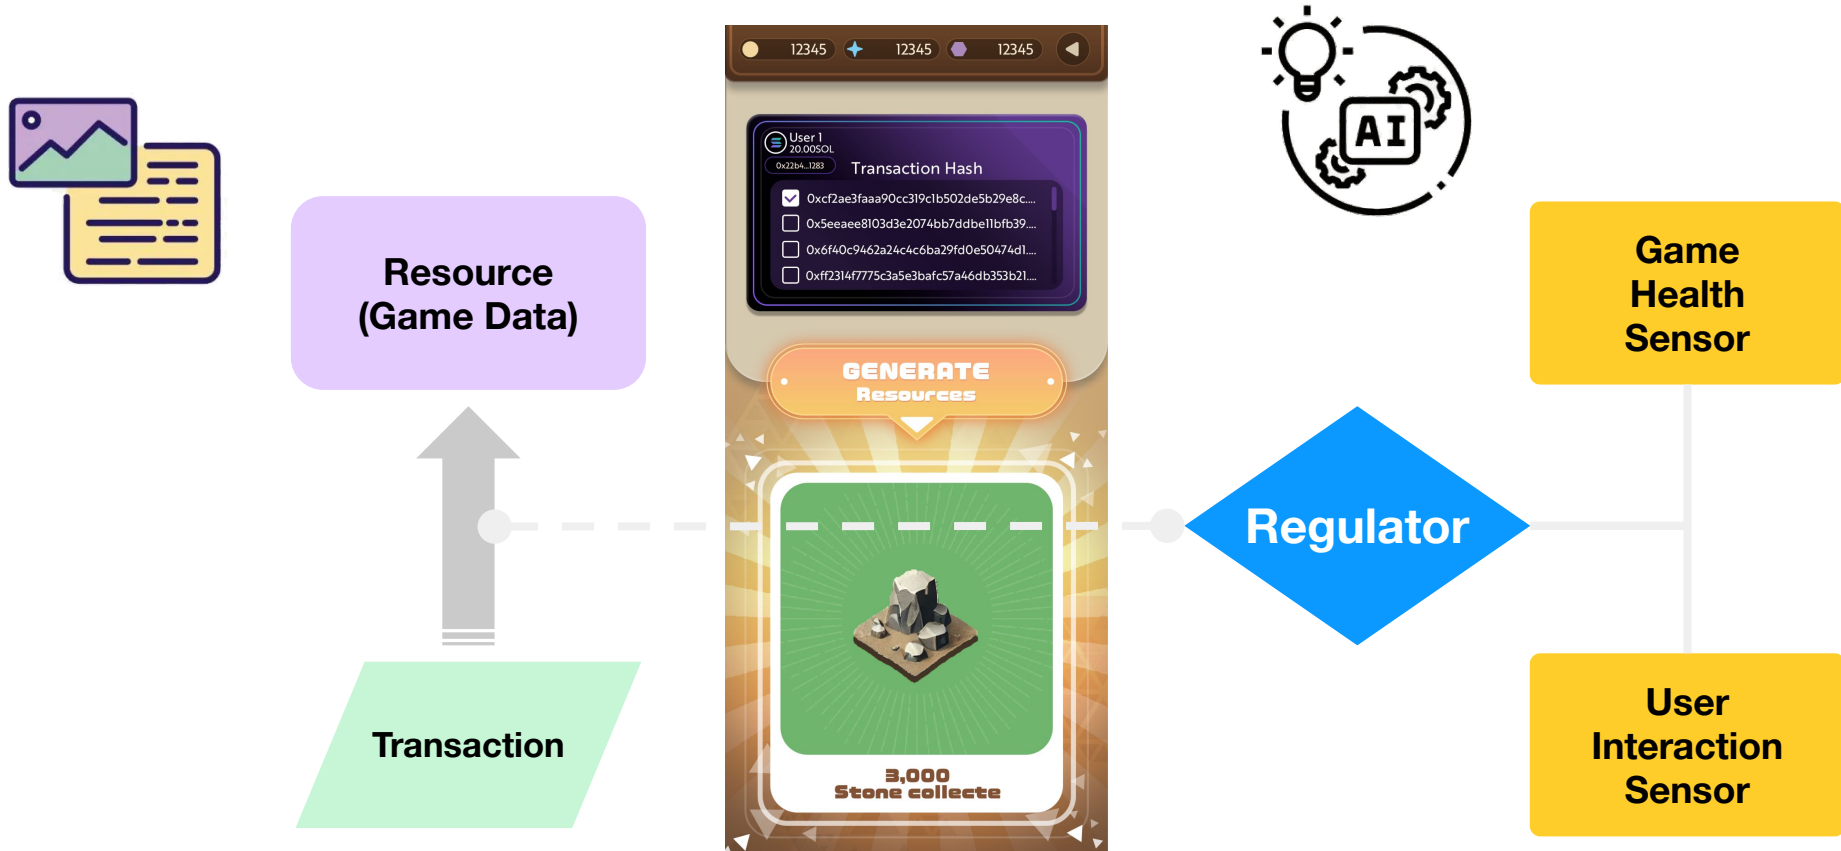 Resource
(Game Data)
Transaction
12345 12345 12345
User 1
20.00SOL
0x22b4...1283
Transaction Hash
0xcf2ae3faaa90cc319c1b502de5b29e8c....
0x5eeaee8103d3e2074bb7ddbe11bfb39....
0x6f40c9462a24c4c6ba29fd0e50474d1....
0xff2314f7775c3a5e3bafc57a46db353b21....
GENERATE
Resources
3,000
Stone collecte
AI
Regulator
Game
Health
Sensor
User
Interaction
Sensor